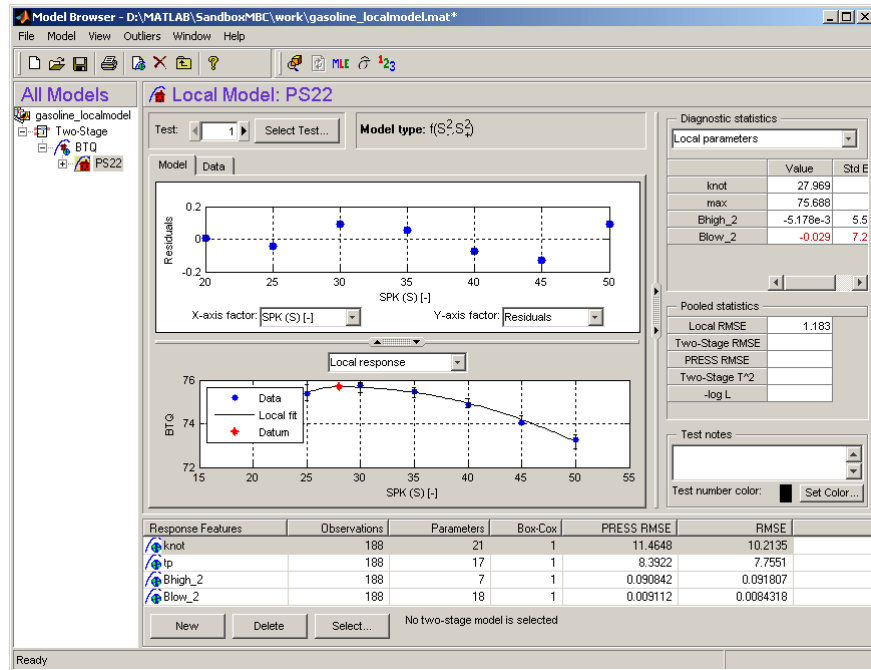 Model Browser - D:\MATLAB\SandboxMBC\work\gasoline_localmodel.mat*
File Model View Outliers Window Help
MLE σ̂ 123
All Models
gasoline_localmodel
Two-Stage
BTQ
PS22
Local Model: PS22
Test: 1 Select Test...
Model type: f(S²-,S²+)
Model Data
0.2
0
-0.2
Residuals
20 25 30 35 40 45 50
SPK (S) [-]
X-axis factor: SPK (S) [-] Y-axis factor: Residuals
Local response
76
74
72
BTQ
Data
Local fit
Datum
15 20 25 30 35 40 45 50 55
SPK (S) [-]
Diagnostic statistics
Local parameters
Value Std E
knot 27.969
max 75.688
Bhigh_2 -5.178e-3 5.5
Blow_2 -0.029 7.2
Pooled statistics
Local RMSE 1.183
Two-Stage RMSE
PRESS RMSE
Two-Stage T^2
-log L
Test notes
Test number color: Set Color...
Response Features Observations Parameters Box-Cox PRESS RMSE RMSE
knot 188 21 1 11.4648 10.2135
tp 188 17 1 8.3922 7.7551
Bhigh_2 188 7 1 0.090842 0.091807
Blow_2 188 18 1 0.009112 0.0084318
New Delete Select... No two-stage model is selected
Ready